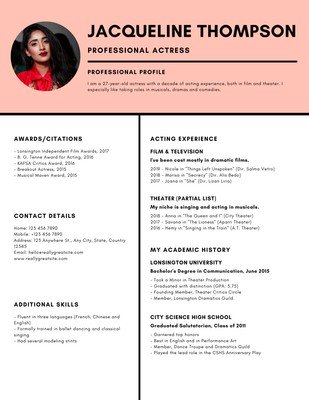 JACQUELINE THOMPSON
PROFESSIONAL ACTRESS
PROFESSIONAL PROFILE
I am a 27-year-old actress with a decade of acting experience, both in film and theater. I
especially like taking roles in musicals, dramas and comedies.
AWARDS/CITATIONS
- Lonsington Independent Film Awards, 2017
- B. G. Tenne Award for Acting, 2016
- KAPSA Critics Award, 2016
- Breakout Actress, 2015
- Musical Mover Award, 2015
CONTACT DETAILS
Home: 123 456 7890
Mobile: +123 456 7890
Address: 123 Anywhere St., Any City, State, Country
12345
Email: hello@reallygreatsite.com
www.reallygreatsite.com
ADDITIONAL SKILLS
- Fluent in three languages (French, Chinese and
English)
- Formally trained in ballet dancing and classical
singing
- Had several modeling stints
ACTING EXPERIENCE
FILM & TELEVISION
I've been cast mostly in dramatic films.
2019 - Nicole in "Things Left Unspoken" (Dr. Salma Vetra)
2018 - Marisa in "Secrecy" (Dr. Alia Bedo)
2017 - Joana in "She" (Dr. Lison Lirio)
THEATER (PARTIAL LIST)
My niche is singing and acting in musicals.
2018 - Anna in "The Queen and I" (City Theater)
2017 - Savana in "The Lioness" (Aporn Theater)
2016 - Hemy in "Singing in the Train" (A.T. Theater)
MY ACADEMIC HISTORY
LONSINGTON UNIVERSITY
Bachelor's Degree in Communication, June 2015
- Took a Minor in Theater Production
- Graduated with distinction (GPA: 3.75)
- Founding Member, Theater Critics Circle
- Member, Lonsington Dramatics Guild.
CITY SCIENCE HIGH SCHOOL
Graduated Salutatorian, Class of 2011
- Garnered top honors
- Best in English and in Performance Art
- Member, Dance Troupe and Dramatics Guild
- Played the lead role in the CSHS Anniversary Play